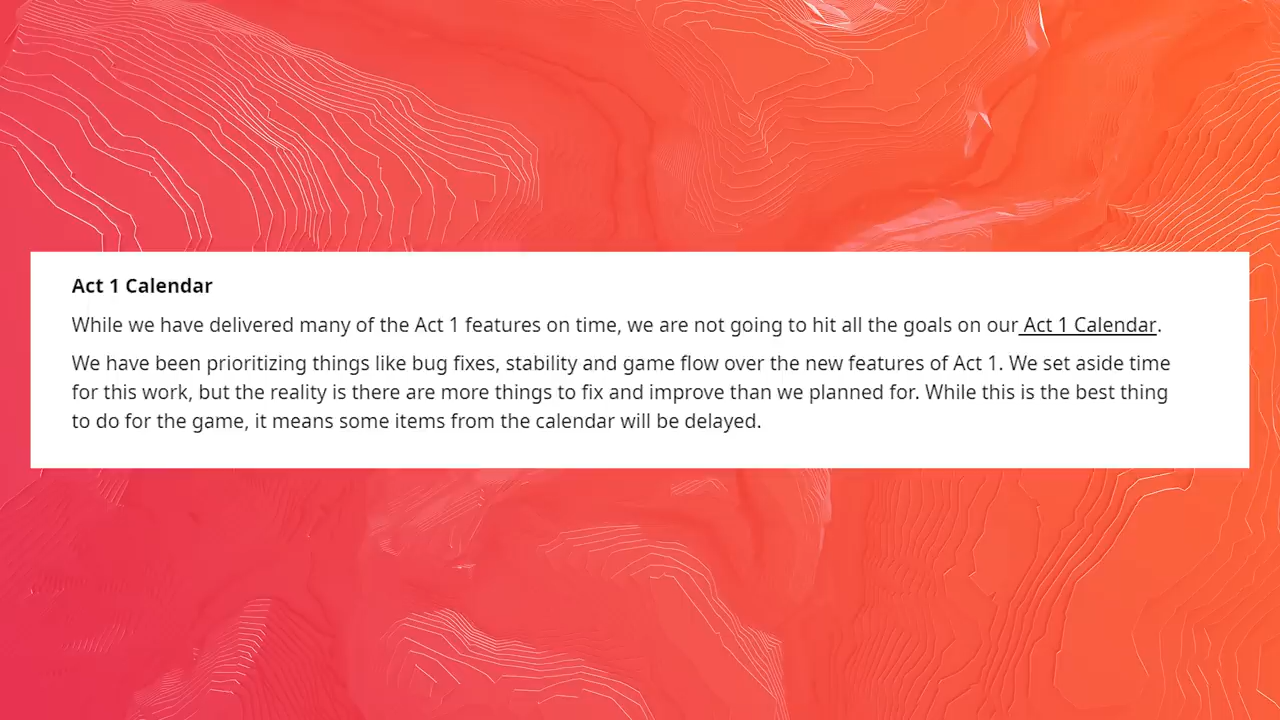 Act 1 Calendar
While we have delivered many of the Act 1 features on time, we are not going to hit all the goals on our Act 1 Calendar.
We have been prioritizing things like bug fixes, stability and game flow over the new features of Act 1. We set aside time
for this work, but the reality is there are more things to fix and improve than we planned for. While this is the best thing
to do for the game, it means some items from the calendar will be delayed.